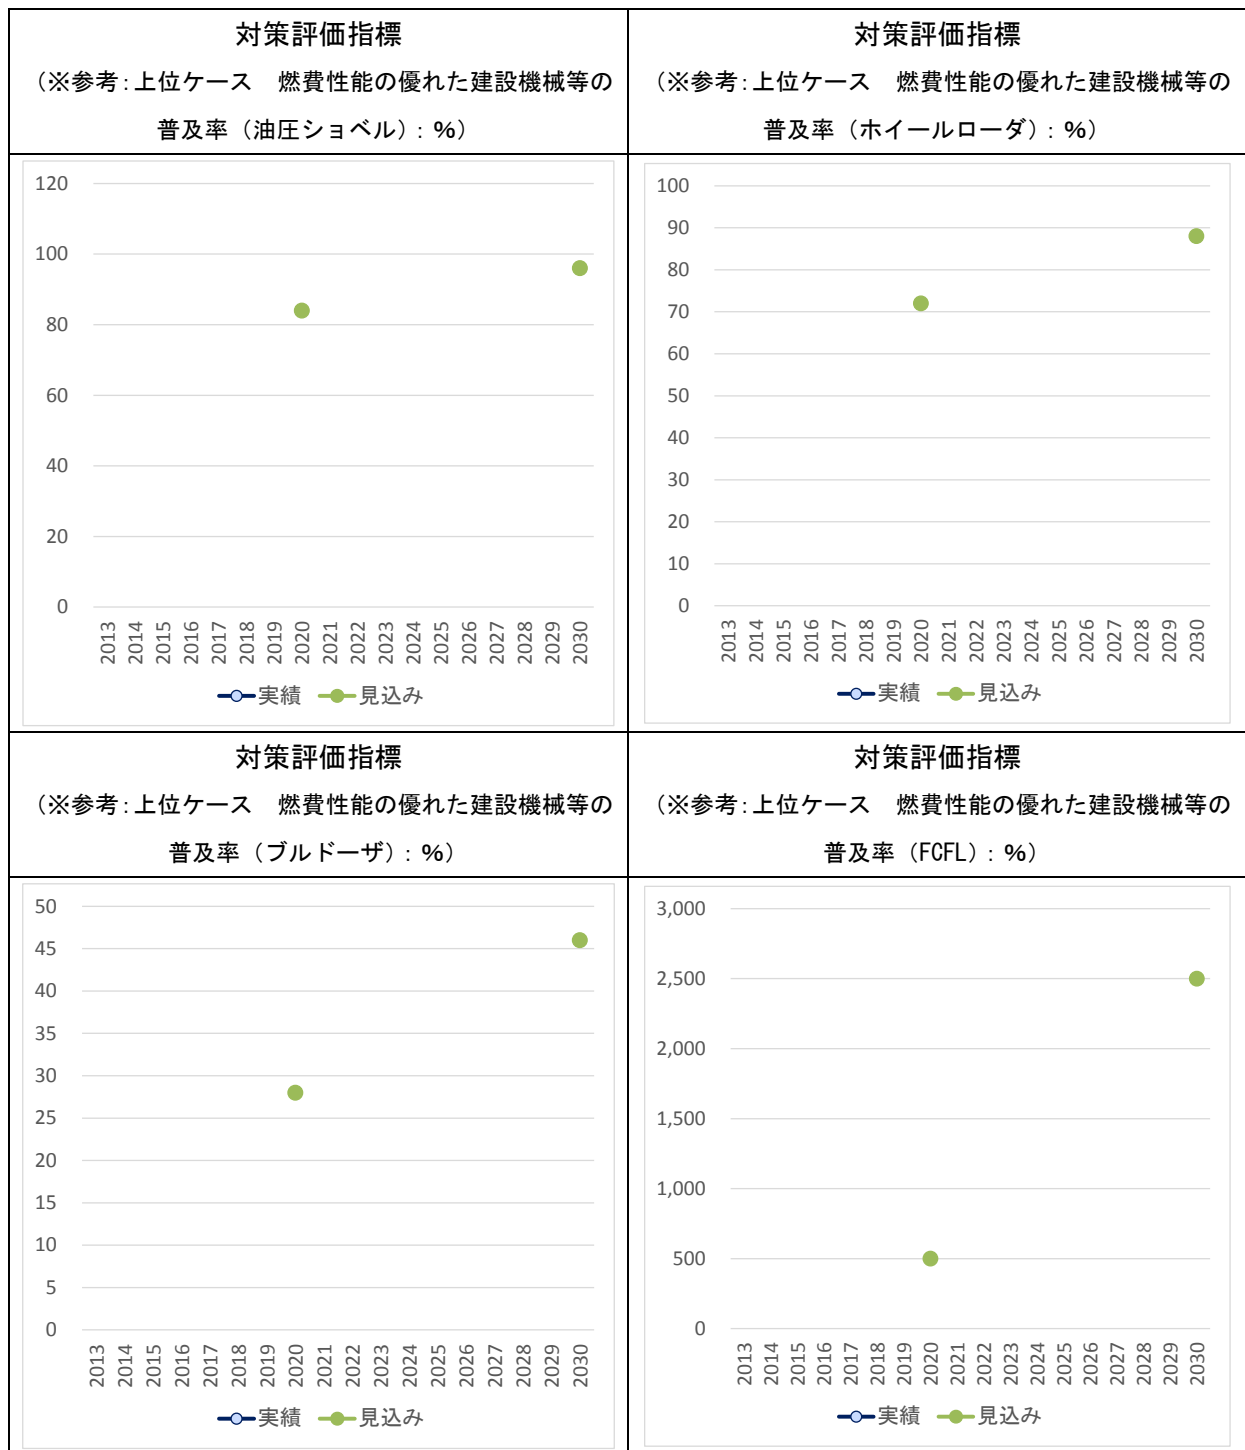 対策評価指標
（※参考：上位ケース　燃費性能の優れた建設機械等の
普及率（油圧ショベル）：％）
対策評価指標
（※参考：上位ケース　燃費性能の優れた建設機械等の
普及率（ホイールローダ）：％）
120
100
80
60
40
20
0
2013 2014 2015 2016 2017 2018 2019 2020 2021 2022 2023 2024 2025 2026 2027 2028 2029 2030
実績 見込み
100
90
80
70
60
50
40
30
20
10
0
2013 2014 2015 2016 2017 2018 2019 2020 2021 2022 2023 2024 2025 2026 2027 2028 2029 2030
実績 見込み
対策評価指標
（※参考：上位ケース　燃費性能の優れた建設機械等の
普及率（ブルドーザ）：％）
対策評価指標
（※参考：上位ケース　燃費性能の優れた建設機械等の
普及率（FCFL）：％）
50
45
40
35
30
25
20
15
10
5
0
2013 2014 2015 2016 2017 2018 2019 2020 2021 2022 2023 2024 2025 2026 2027 2028 2029 2030
実績 見込み
3,000
2,500
2,000
1,500
1,000
500
0
2013 2014 2015 2016 2017 2018 2019 2020 2021 2022 2023 2024 2025 2026 2027 2028 2029 2030
実績 見込み